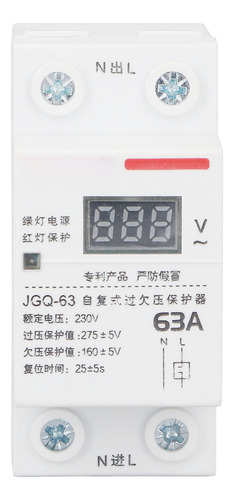 N出L
绿灯电源
红灯保护
888
V
~
专利产品 严防假冒
JGQ-63 自复式过欠压保护器
额定电压：230V
过压保护值：275±5V
欠压保护值：160±5V
复位时间：25±5s
63A
N L
N进L